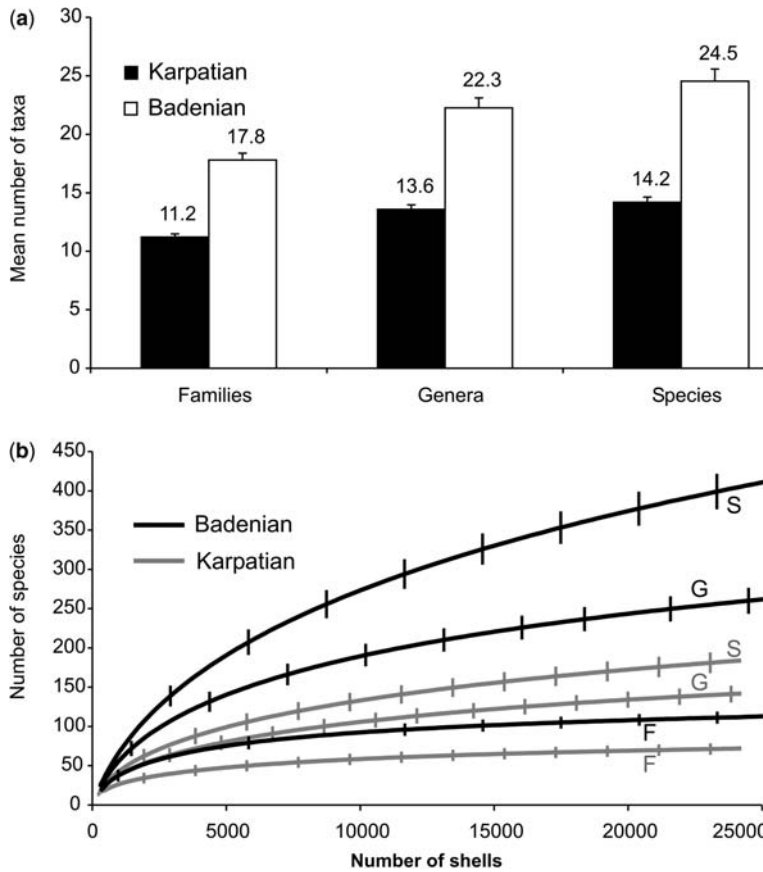 (a)
Mean number of taxa
30
25
20
15
10
5
0
Karpatian
Badenian
11.2
17.8
13.6
22.3
14.2
24.5
Families Genera Species
(b)
Number of species
450
400
350
300
250
200
150
100
50
0
Badenian
Karpatian
S
G
S
G
F
F
0 5000 10000 15000 20000 25000
Number of shells